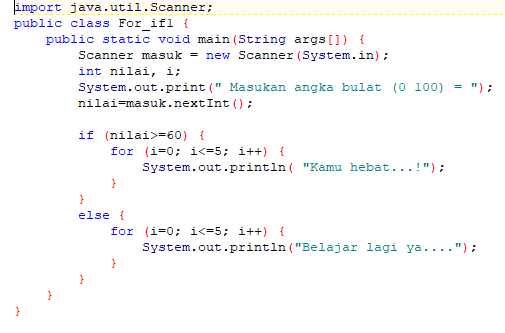 import java.util.Scanner;
public class For_if1 {
    public static void main(String args[]) {
        Scanner masuk = new Scanner(System.in);
        int nilai, i;
        System.out.print(" Masukan angka bulat (0 100) = ");
        nilai=masuk.nextInt();

        if (nilai>=60) {
            for (i=0; i<=5; i++) {
                System.out.println( "Kamu hebat...!");
            }
        }
        else {
            for (i=0; i<=5; i++) {
                System.out.println("Belajar lagi ya....");
            }
        }
    }
}